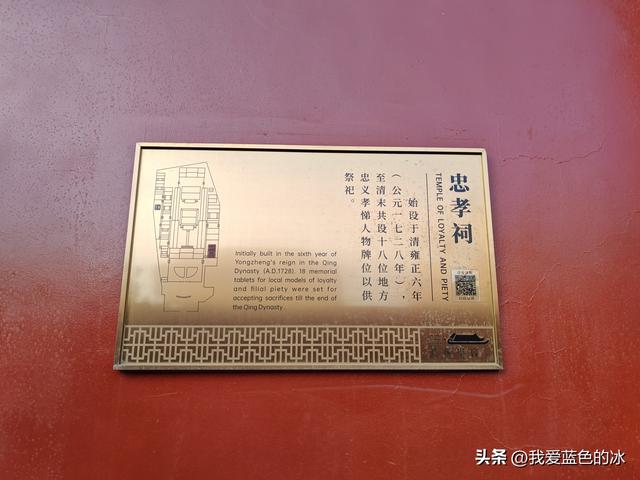 忠孝祠
TEMPLE OF LOYALTY AND PIETY
始设于清雍正六年
（公元一七二八年），
至清末共设十八位地方
忠义孝悌人物牌位以供
祭祀。
Initially built in the sixth year of
Yongzheng's reign in the Qing
Dynasty (A.D.1728). 18 memorial
tablets for local models of loyalty
and filial piety were set for
accepting sacrifices till the end of
the Qing Dynasty
头条 @我爱蓝色的冰